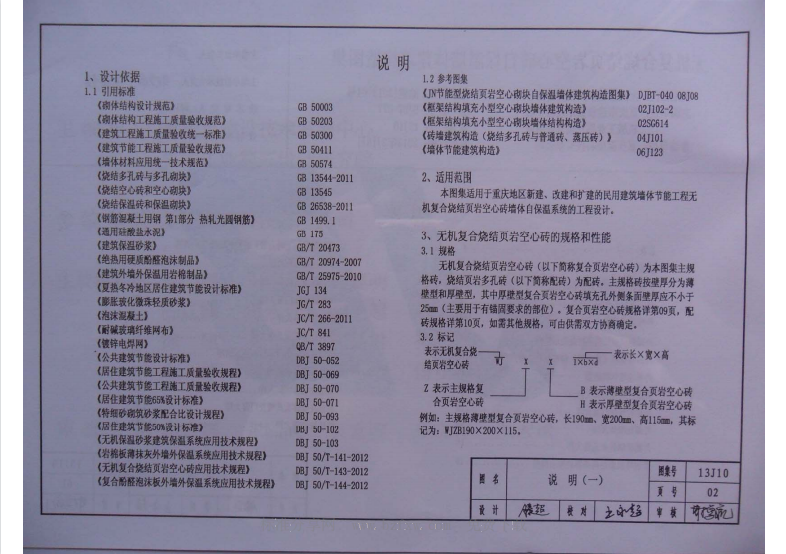 说 明
1、设计依据
1.1 引用标准
《砌体结构设计规范》 GB 50003
《砌体结构工程施工质量验收规范》 GB 50203
《建筑工程施工质量验收统一标准》 GB 50300
《建筑节能工程施工质量验收规范》 GB 50411
《墙体材料应用统一技术规范》 GB 50574
《烧结多孔砖与多孔砌块》 GB 13544-2011
《烧结空心砖和空心砌块》 GB 13545
《烧结保温砖和保温砌块》 GB 26538-2011
《钢筋混凝土用钢 第1部分 热轧光圆钢筋》 GB 1499.1
《通用硅酸盐水泥》 GB 175
《建筑保温砂浆》 GB/T 20473
《绝热用硬质酚醛泡沫制品》 GB/T 20974-2007
《建筑外墙外保温用岩棉制品》 GB/T 25975-2010
《夏热冬冷地区居住建筑节能设计标准》 JGJ 134
《膨胀玻化微珠轻质砂浆》 JG/T 283
《泡沫混凝土》 JC/T 266-2011
《耐碱玻璃纤维网布》 JC/T 841
《镀锌电焊网》 QB/T 3897
《公共建筑节能设计标准》 DBJ 50-052
《居住建筑节能工程施工质量验收规程》 DBJ 50-069
《公共建筑节能工程施工质量验收规程》 DBJ 50-070
《居住建筑节能65%设计标准》 DBJ 50-071
《特细砂砌筑砂浆配合比设计规程》 DBJ 50-093
《居住建筑节能50%设计标准》 DBJ 50-102
《无机保温砂浆建筑保温系统应用技术规程》 DBJ 50-103
《岩棉板薄抹灰外墙外保温系统应用技术规程》 DBJ 50/T-141-2012
《无机复合烧结页岩空心砖应用技术规程》 DBJ 50/T-143-2012
《复合酚醛泡沫板外墙外保温系统应用技术规程》 DBJ 50/T-144-2012
1.2 参考图集
《JN节能型烧结页岩空心砌块自保温墙体建筑构造图集》 DJBT-040 08J08
《框架结构填充小型空心砌块墙体建筑构造》 02J102-2
《框架结构填充小型空心砌块墙体结构构造》 02SG614
《砖墙建筑构造（烧结多孔砖与普通砖、蒸压砖）》 04J101
《墙体节能建筑构造》 06J123
2、适用范围
本图集适用于重庆地区新建、改建和扩建的民用建筑墙体节能工程无
机复合烧结页岩空心砖墙体自保温系统的工程设计。
3、无机复合烧结页岩空心砖的规格和性能
3.1 规格
无机复合烧结页岩空心砖（以下简称复合页岩空心砖）为本图集主规
格砖，烧结页岩多孔砖（以下简称配砖）为配砖。主规格砖按壁厚分为薄
壁型和厚壁型，其中厚壁型复合页岩空心砖填充孔外侧条面壁厚应不小于
25mm（主要用于有锚固要求的部位）。复合页岩空心砖规格详第09页，配
砖规格详第10页，如需其他规格，可由供需双方协商确定。
3.2 标记
表示无机复合烧
结页岩空心砖
WJ X X 1×b×d
表示长×宽×高
Z 表示主规格复
合页岩空心砖
B 表示薄壁型复合页岩空心砖
H 表示厚壁型复合页岩空心砖
例如：主规格薄壁型复合页岩空心砖，长190mm、宽200mm、高115mm，其标
记为：WJZB190×200×115。
图 名 说 明（一） 图集号 13J10
页 号 02
设 计 校 对 审 核